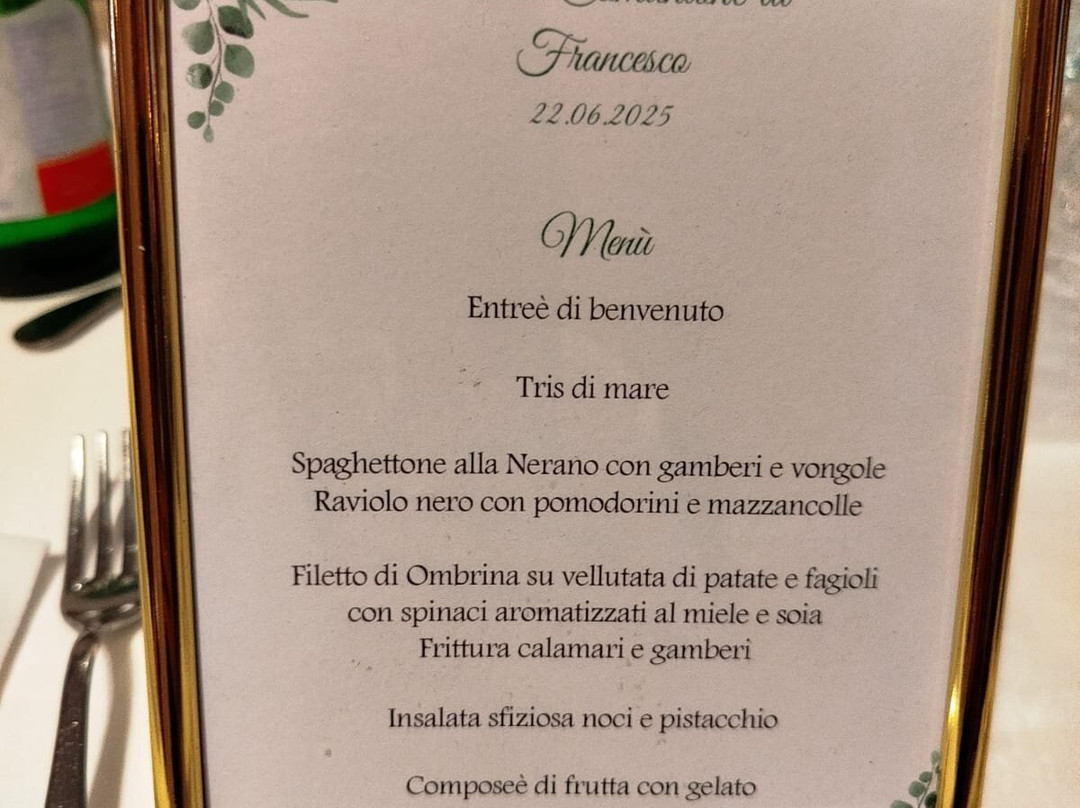 Francesco
22.06.2025
Menù
Entreè di benvenuto
Tris di mare
Spaghettone alla Nerano con gamberi e vongole
Raviolo nero con pomodorini e mazzancolle
Filetto di Ombrina su vellutata di patate e fagioli
con spinaci aromatizzati al miele e soia
Frittura calamari e gamberi
Insalata sfiziosa noci e pistacchio
Composeè di frutta con gelato